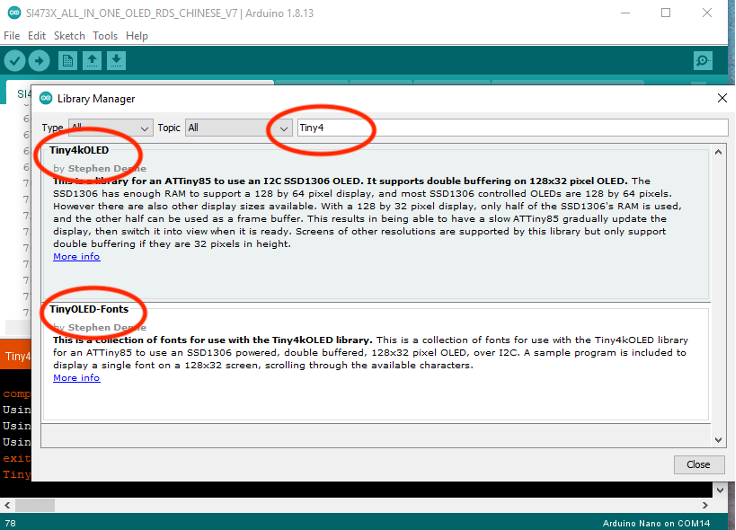 SI473X_ALL_IN_ONE_OLED_RDS_CHINESE_V7 | Arduino 1.8.13
File Edit Sketch Tools Help
Library Manager
Type All Topic All Tiny4
Tiny4kOLED
by Stephen Denne
This is a library for an ATTiny85 to use an I2C SSD1306 OLED. It supports double buffering on 128x32 pixel OLED. The
SSD1306 has enough RAM to support a 128 by 64 pixel display, and most SSD1306 controlled OLEDs are 128 by 64 pixels.
However there are also other display sizes available. With a 128 by 32 pixel display, only half of the SSD1306's RAM is used,
and the other half can be used as a frame buffer. This results in being able to have a slow ATTiny85 gradually update the
display, then switch it into view when it is ready. Screens of other resolutions are supported by this library but only support
double buffering if they are 32 pixels in height.
More info
TinyOLED-Fonts
by Stephen Denne
This is a collection of fonts for use with the Tiny4kOLED library. This is a collection of fonts for use with the Tiny4kOLED library
for an ATTiny85 to use an SSD1306 powered, double buffered, 128x32 pixel OLED, over I2C. A sample program is included to
display a single font on a 128x32 screen, scrolling through the available characters.
More info
Close
Tiny4
comp
Usin
Usin
Usin
exit
Tiny
78
Arduino Nano on COM14